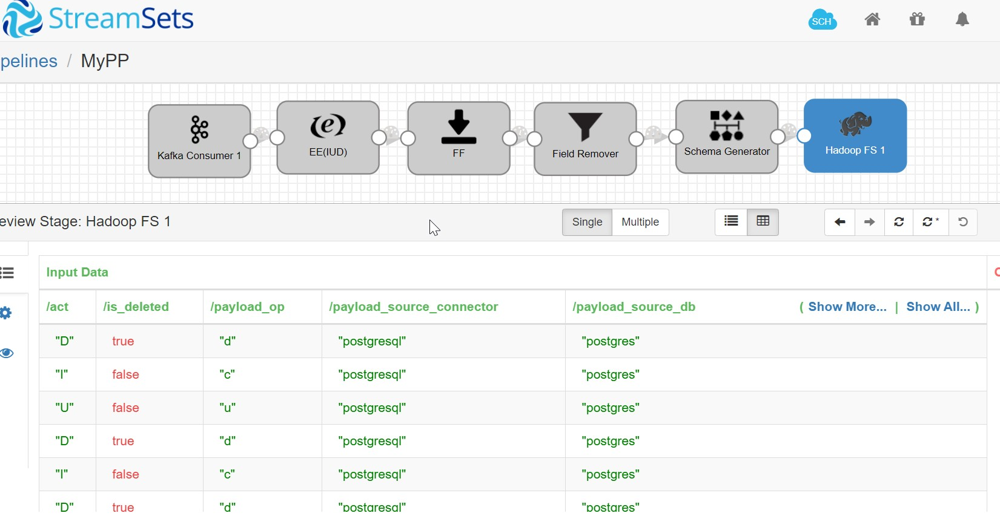 StreamSets
SCH
pelines / MyPP
Kafka Consumer 1
EE(IUD)
FF
Field Remover
Schema Generator
Hadoop FS 1
eview Stage: Hadoop FS 1
Single Multiple
Input Data
/act /is_deleted /payload_op /payload_source_connector /payload_source_db ( Show More... | Show All... )
"D" true "d" "postgresql" "postgres"
"I" false "c" "postgresql" "postgres"
"U" false "u" "postgresql" "postgres"
"D" true "d" "postgresql" "postgres"
"I" false "c" "postgresql" "postgres"
"D" true "d" "postgresql" "postgres"